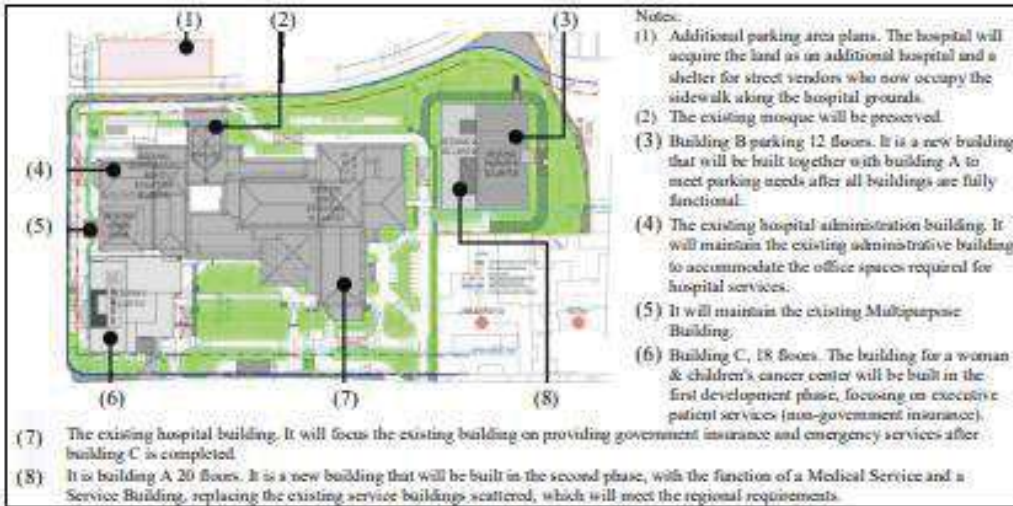 (1)
(2)
(3)
(4)
(5)
(6)
(7)
(8)
Notes:
(1) Additional parking area plans. The hospital will
acquire the land as an additional hospital and a
shelter for street vendors who now occupy the
sidewalk along the hospital grounds.
(2) The existing mosque will be preserved.
(3) Building B parking 12 floors. It is a new building
that will be built together with building A to
meet parking needs after all buildings are fully
functional.
(4) The existing hospital administration building. It
will maintain the existing administrative building
to accommodate the office spaces required for
hospital services.
(5) It will maintain the existing Multipurpose
Building.
(6) Building C, 18 floors. The building for a woman
& children's cancer center will be built in the
first development phase, focusing on executive
patient services (non-government insurance).
(7) The existing hospital building. It will focus the existing building on providing government insurance and emergency services after
building C is completed.
(8) It is building A 20 floors. It is a new building that will be built in the second phase, with the function of a Medical Service and a
Service Building, replacing the existing service buildings scattered, which will meet the regional requirements.